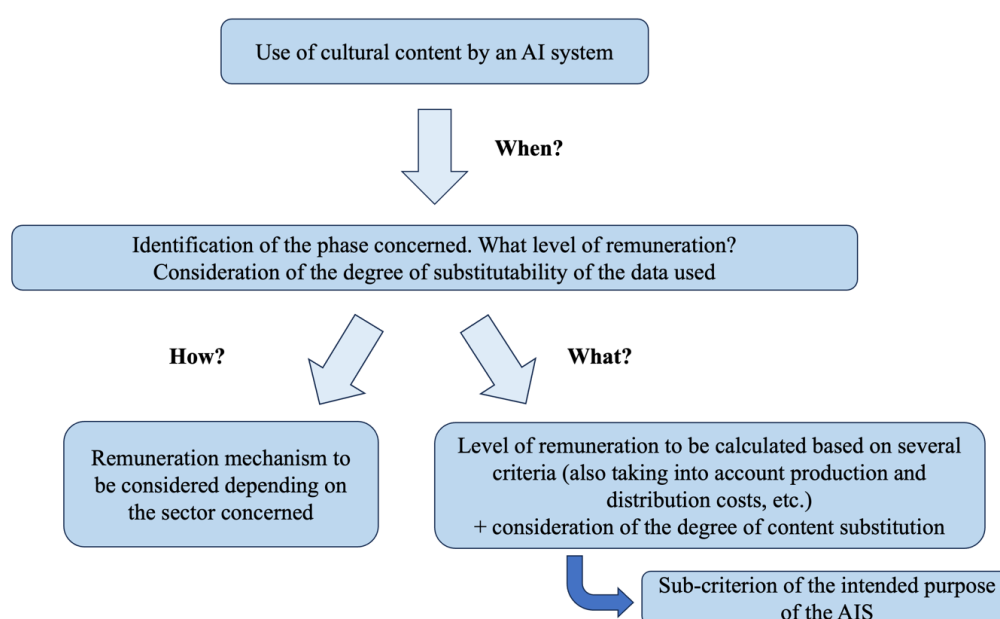 Use of cultural content by an AI system
When?
Identification of the phase concerned. What level of remuneration?
Consideration of the degree of substitutability of the data used
How?
What?
Remuneration mechanism to
be considered depending on
the sector concerned
Level of remuneration to be calculated based on several
criteria (also taking into account production and
distribution costs, etc.)
+ consideration of the degree of content substitution
Sub-criterion of the intended purpose
of the AIS